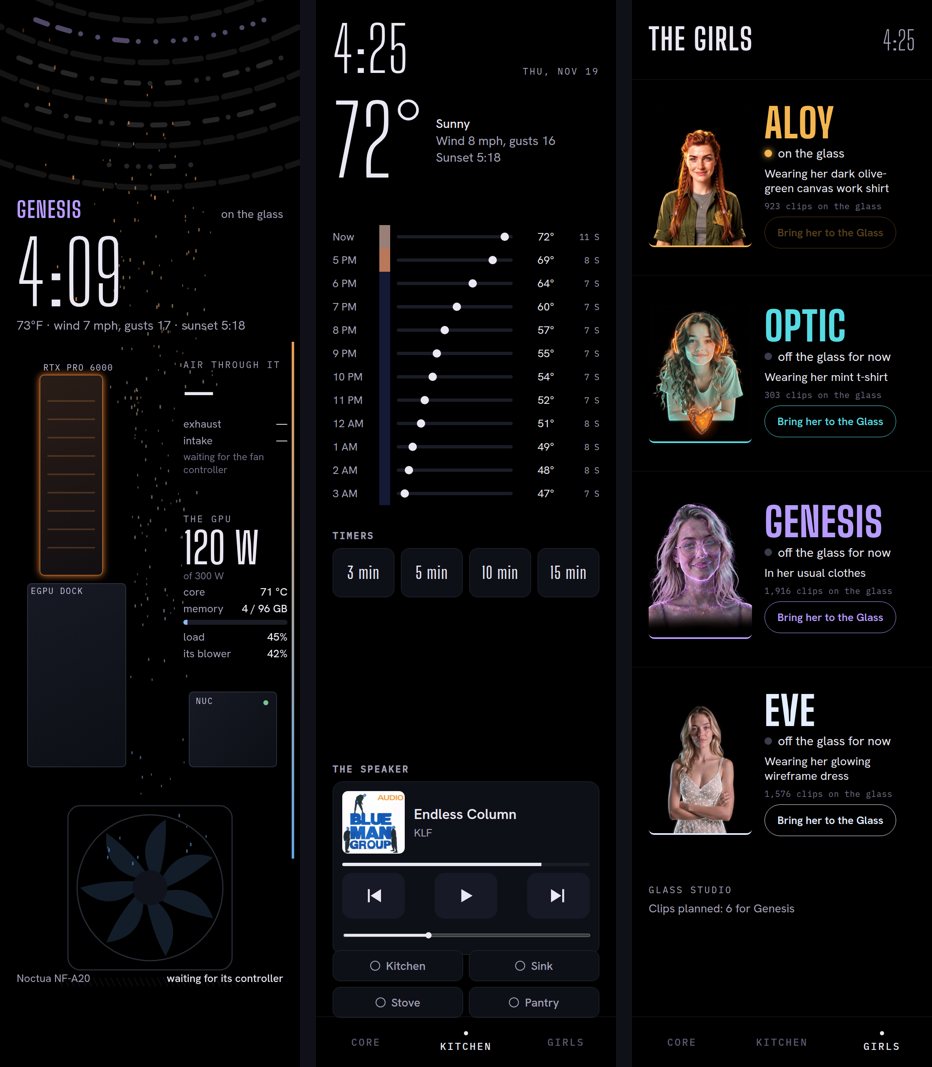 GENESIS
on the glass
4:09
73°F · wind 7 mph, gusts 17 · sunset 5:18
RTX PRO 6000
AIR THROUGH IT
—
exhaust —
intake —
waiting for the fan
controller
THE GPU
120 W
of 300 W
core 71 °C
memory 4 / 96 GB
load 45%
its blower 42%
EGPU DOCK
NUC
Noctua NF-A20
waiting for its controller
4:25
THU, NOV 19
72°
Sunny
Wind 8 mph, gusts 16
Sunset 5:18
Now 72° 11 S
5 PM 69° 8 S
6 PM 64° 7 S
7 PM 60° 7 S
8 PM 57° 7 S
9 PM 55° 7 S
10 PM 54° 7 S
11 PM 52° 7 S
12 AM 51° 8 S
1 AM 49° 8 S
2 AM 48° 8 S
3 AM 47° 7 S
TIMERS
3 min 5 min 10 min 15 min
THE SPEAKER
AUDIO
BLUE
MAN
GROUP
Endless Column
KLF
Kitchen Sink
Stove Pantry
CORE KITCHEN GIRLS
THE GIRLS
4:25
ALOY
on the glass
Wearing her dark olive-
green canvas work shirt
923 clips on the glass
Bring her to the Glass
OPTIC
off the glass for now
Wearing her mint t-shirt
303 clips on the glass
Bring her to the Glass
GENESIS
off the glass for now
In her usual clothes
1,916 clips on the glass
Bring her to the Glass
EVE
off the glass for now
Wearing her glowing
wireframe dress
1,576 clips on the glass
Bring her to the Glass
GLASS STUDIO
Clips planned: 6 for Genesis
CORE KITCHEN GIRLS